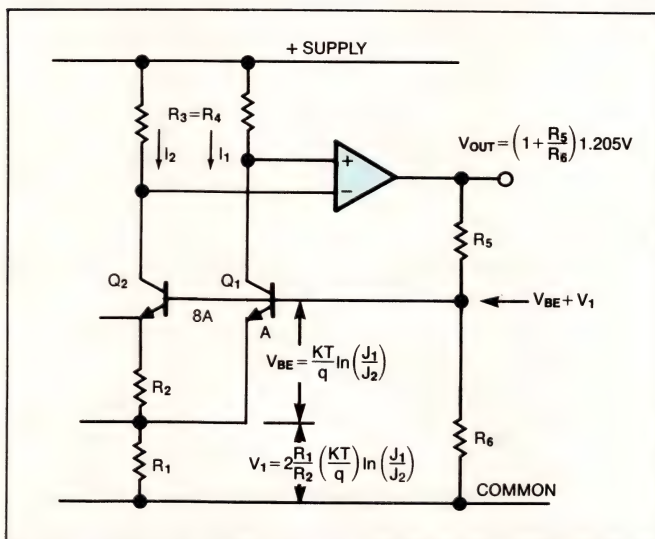 + SUPPLY
R3=R4
I2
I1
+
−
VOUT = (1+R5/R6) 1.205V
R5
Q2
Q1
VBE + V1
8A
A
VBE = KT/q ln (J1/J2)
R2
R6
R1
V1 = 2 R1/R2 (KT/q) ln (J1/J2)
COMMON